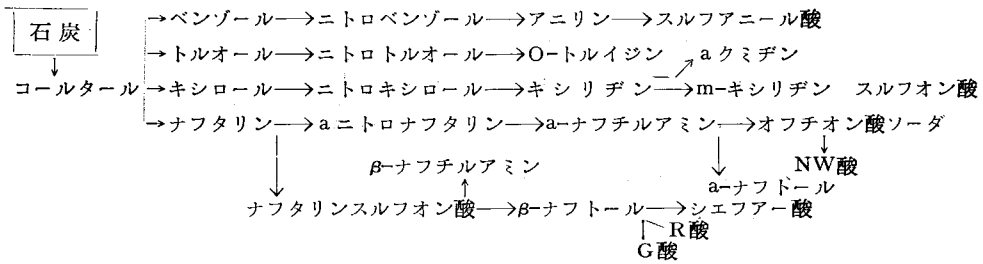 →ベンゾール→ニトロベンゾール→アニリン→スルフアニール酸
石炭
→トルオール→ニトロトルオール→O-トルイジン aクミヂン
コールタール→キシロール→ニトロキシロール→キシリヂン→m-キシリヂン スルフオン酸
→ナフタリン→aニトロナフタリン→a-ナフチルアミン→オフチオン酸ソーダ
β-ナフチルアミン NW酸
a-ナフドール
ナフタリンスルフオン酸→β-ナフトール→シエフアー酸
R酸
G酸